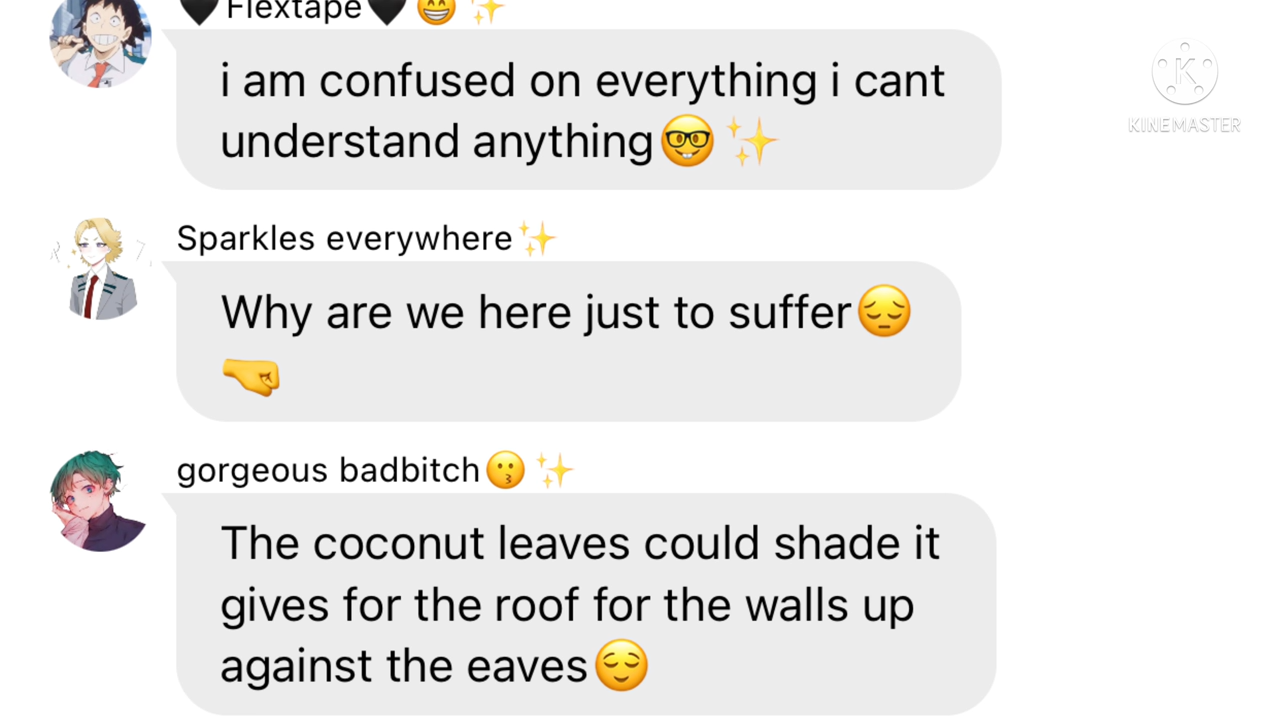 🖤Flextape🖤😁✨
i am confused on everything i cant
understand anything🤓✨
KINEMASTER
Sparkles everywhere✨
Why are we here just to suffer😔
🤜
gorgeous badbitch😗✨
The coconut leaves could shade it
gives for the roof for the walls up
against the eaves😌